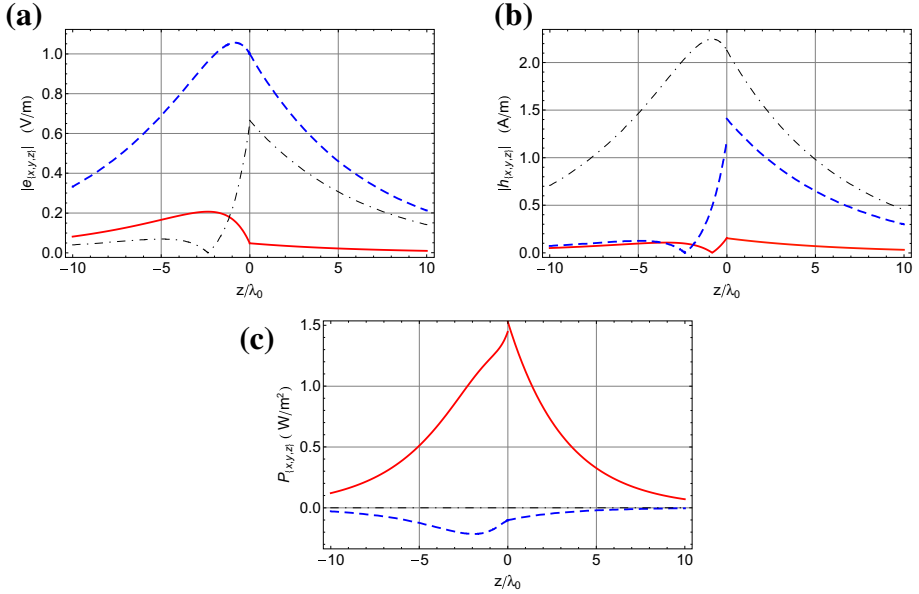 (a)
(b)
|e{x,y,z}| (V/m)
1.0
0.8
0.6
0.4
0.2
0.0
−10 −5 0 5 10
z/λ0
|h{x,y,z}| (A/m)
2.0
1.5
1.0
0.5
0.0
−10 −5 0 5 10
z/λ0
(c)
P{x,y,z} (W/m²)
1.5
1.0
0.5
0.0
−10 −5 0 5 10
z/λ0